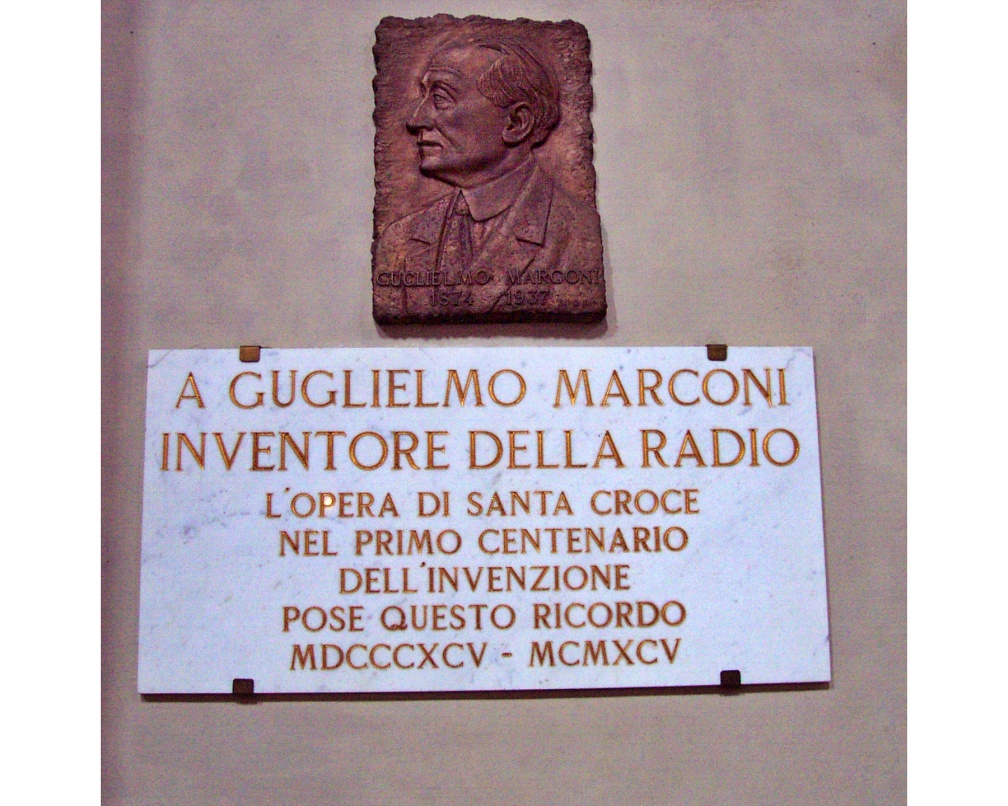 GUGLIELMO MARCONI
1874 1937
A GUGLIELMO MARCONI
INVENTORE DELLA RADIO
L'OPERA DI SANTA CROCE
NEL PRIMO CENTENARIO
DELL'INVENZIONE
POSE QUESTO RICORDO
MDCCCXCV - MCMXCV